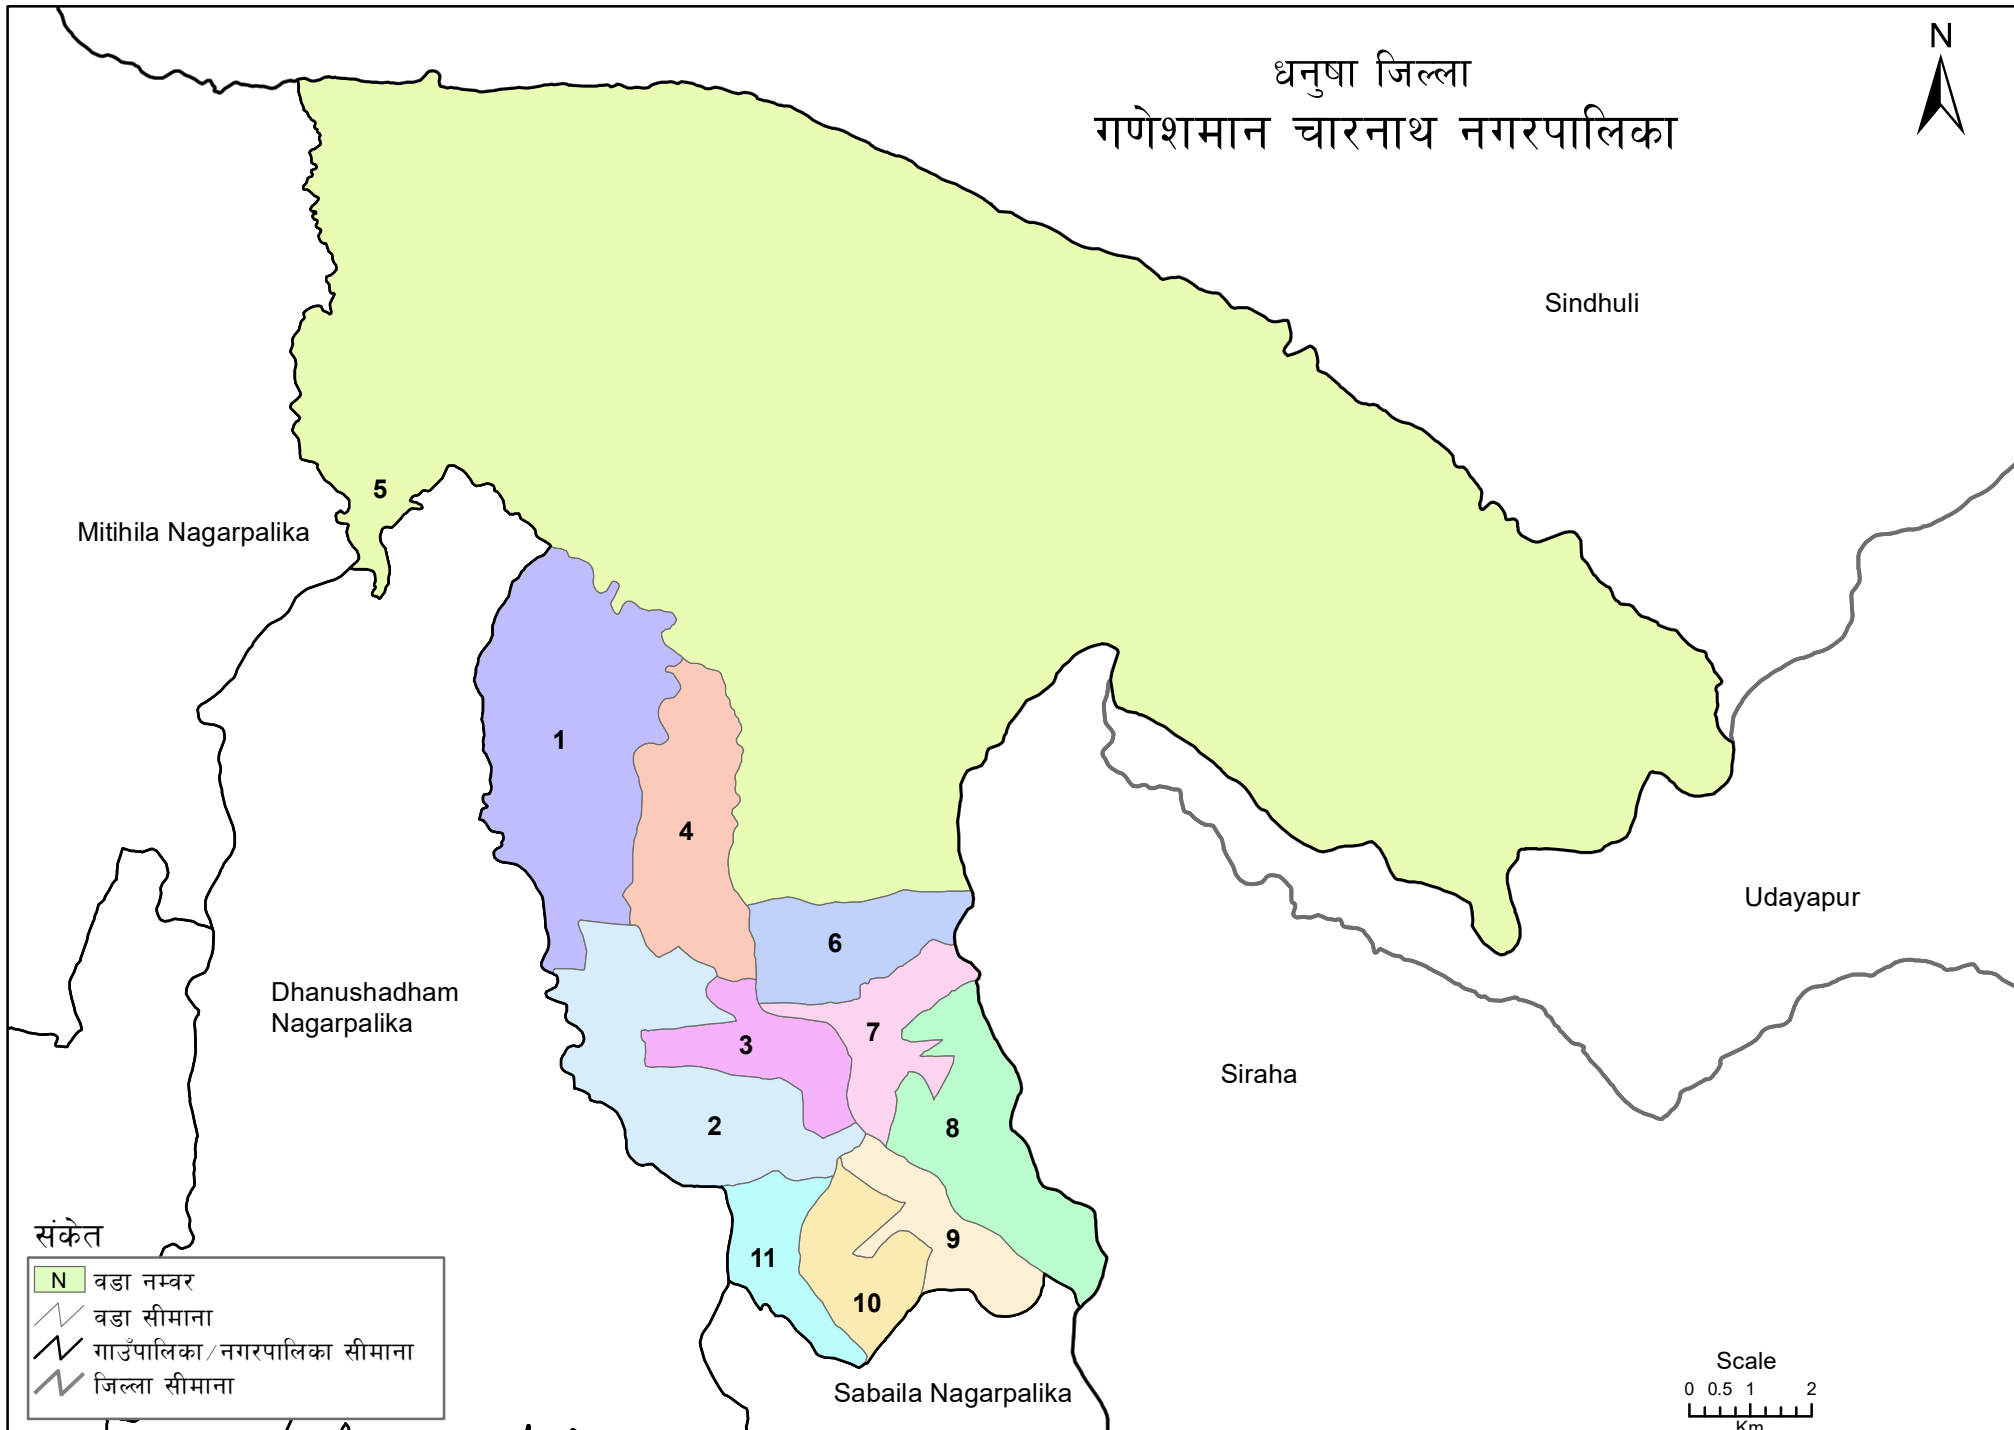 धनुषा जिल्ला
गणेशमान चारनाथ नगरपालिका
N
Sindhuli
5
Mitihila Nagarpalika
1
4
Udayapur
6
Dhanushadham
Nagarpalika
7
3
Siraha
2
8
9
11
10
संकेत
N वडा नम्वर
वडा सीमाना
गाउँपालिका/नगरपालिका सीमाना
जिल्ला सीमाना
Sabaila Nagarpalika
Scale
0 0.5 1 2
Km